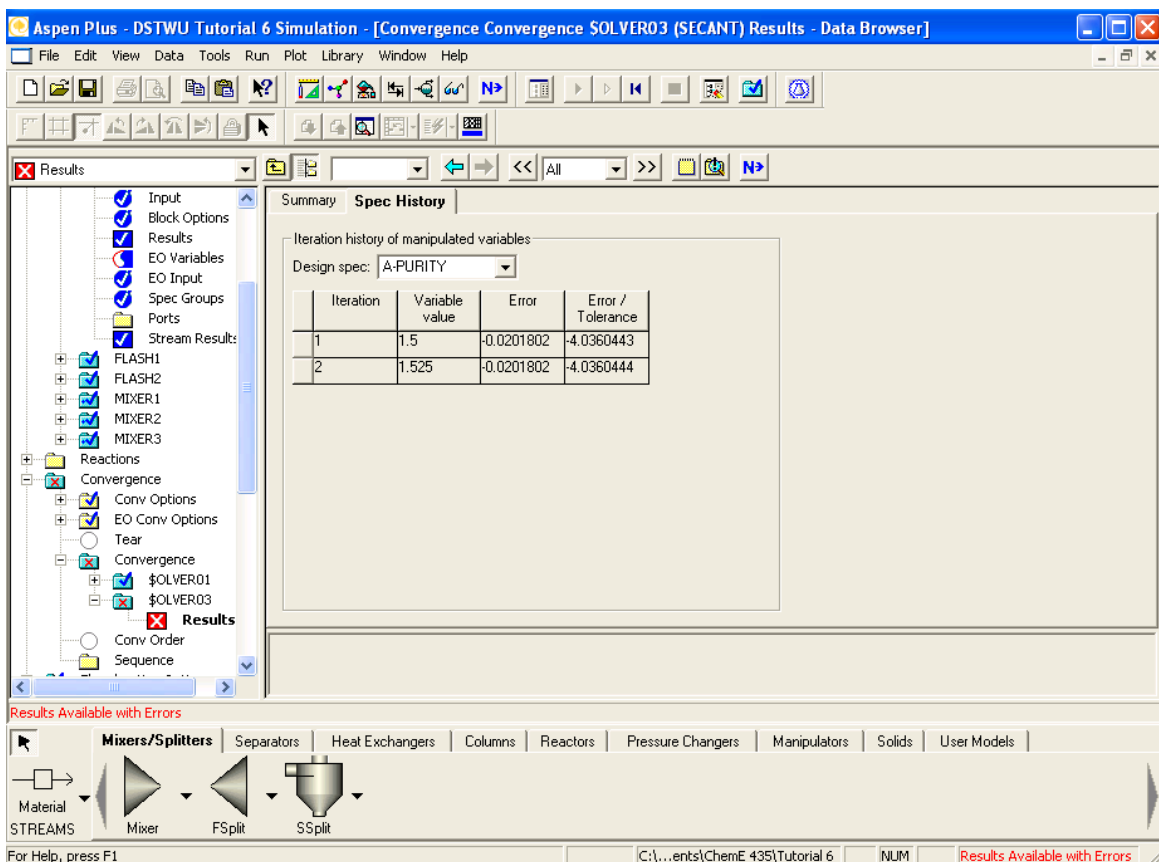 Aspen Plus - DSTWU Tutorial 6 Simulation - [Convergence Convergence $OLVER03 (SECANT) Results - Data Browser]
File Edit View Data Tools Run Plot Library Window Help
N→
Results
All
N→
Input
Block Options
Results
EO Variables
EO Input
Spec Groups
Ports
Stream Results
FLASH1
FLASH2
MIXER1
MIXER2
MIXER3
Reactions
Convergence
Conv Options
EO Conv Options
Tear
Convergence
$OLVER01
$OLVER03
Results
Conv Order
Sequence
Summary Spec History
Iteration history of manipulated variables
Design spec: A-PURITY
Iteration Variable value Error Error / Tolerance
1 1.5 -0.0201802 -4.0360443
2 1.525 -0.0201802 -4.0360444
Results Available with Errors
Mixers/Splitters Separators Heat Exchangers Columns Reactors Pressure Changers Manipulators Solids User Models
Material
STREAMS
Mixer FSplit SSplit
For Help, press F1 C:\...ents\ChemE 435\Tutorial 6 NUM Results Available with Errors